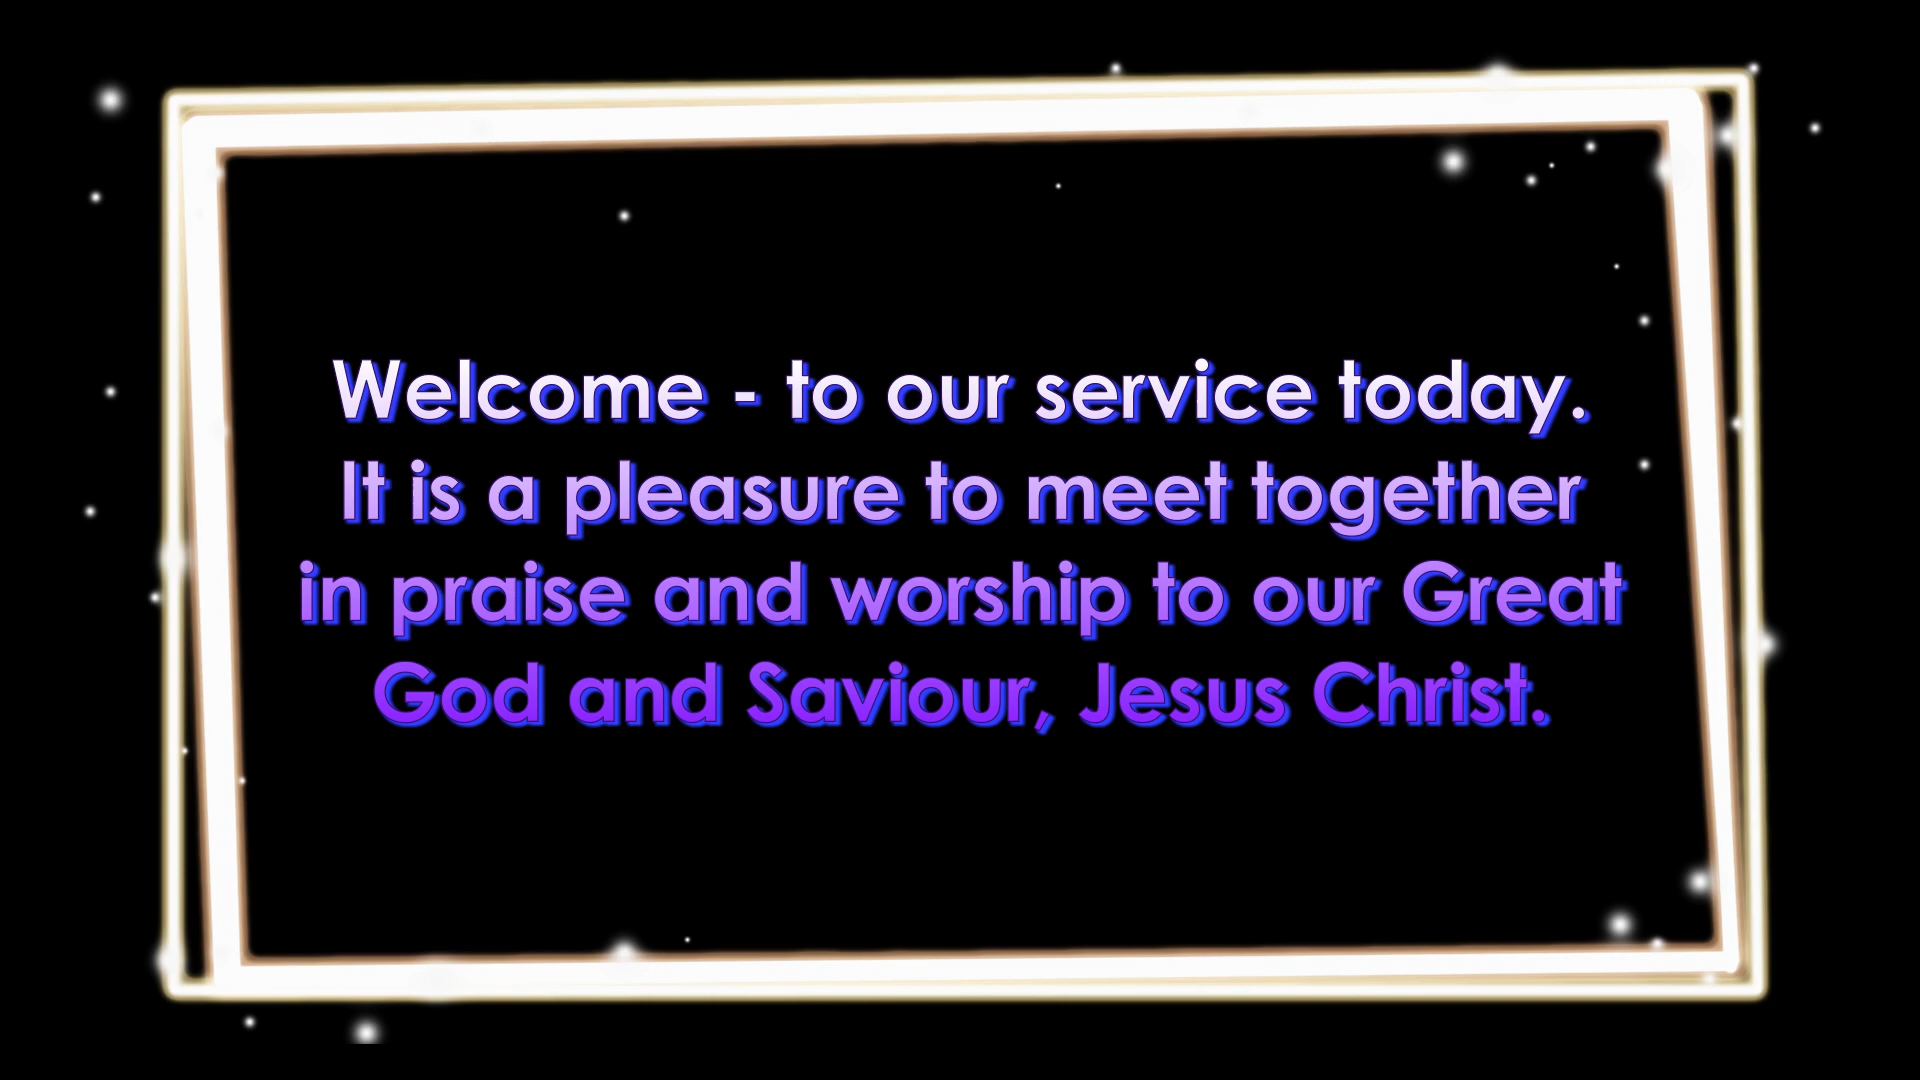 Welcome - to our service today.
It is a pleasure to meet together
in praise and worship to our Great
God and Saviour, Jesus Christ.